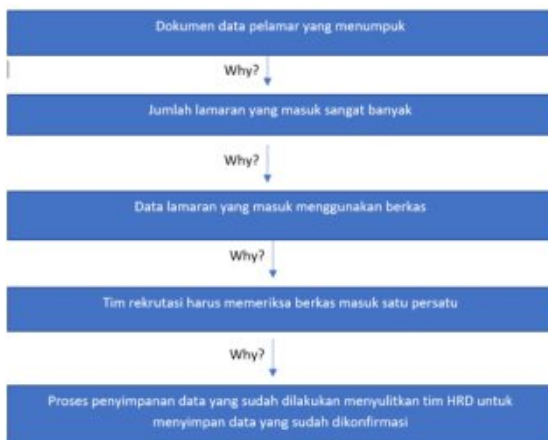 Dokumen data pelamar yang menumpuk
Why?
Jumlah lamaran yang masuk sangat banyak
Why?
Data lamaran yang masuk menggunakan berkas
Why?
Tim rekrutasi harus memeriksa berkas masuk satu persatu
Why?
Proses penyimpanan data yang sudah dilakukan menyulitkan tim HRD untuk
menyimpan data yang sudah dikonfirmasi